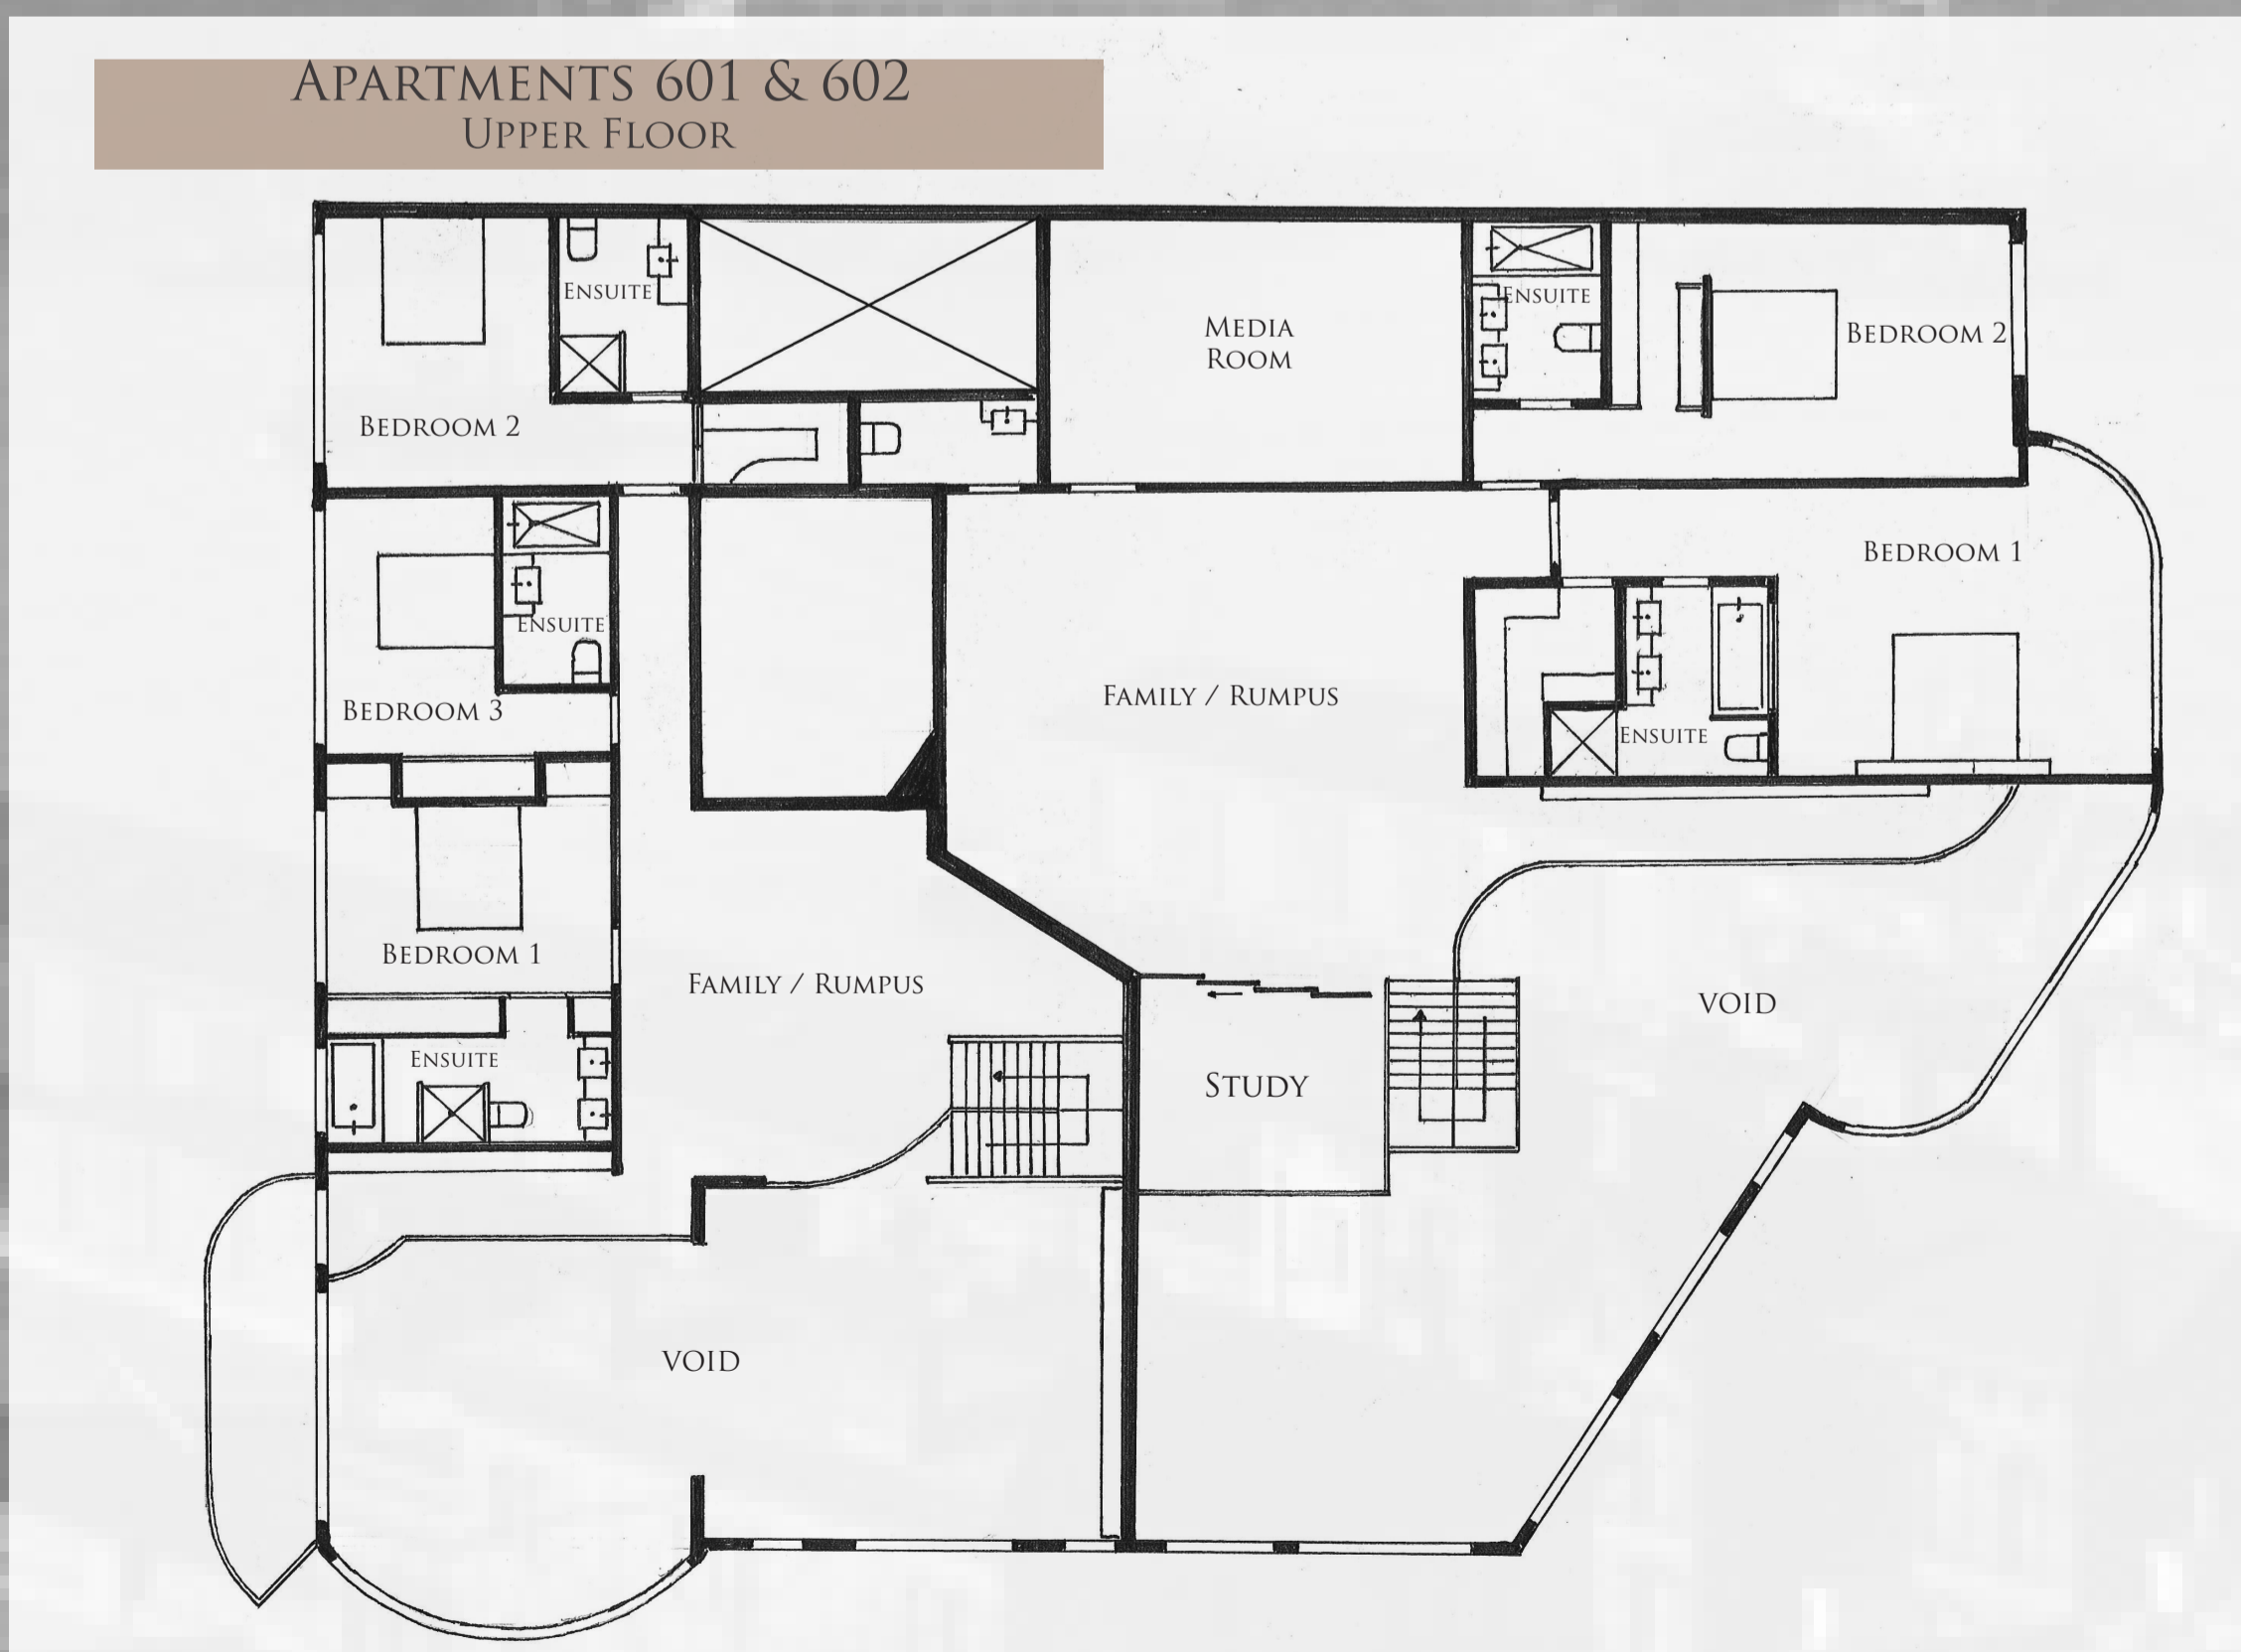 APARTMENTS 601 & 602
UPPER FLOOR
ENSUITE
BEDROOM 2
MEDIA
ROOM
ENSUITE
BEDROOM 2
BEDROOM 1
ENSUITE
BEDROOM 3
FAMILY / RUMPUS
ENSUITE
BEDROOM 1
FAMILY / RUMPUS
VOID
ENSUITE
STUDY
VOID